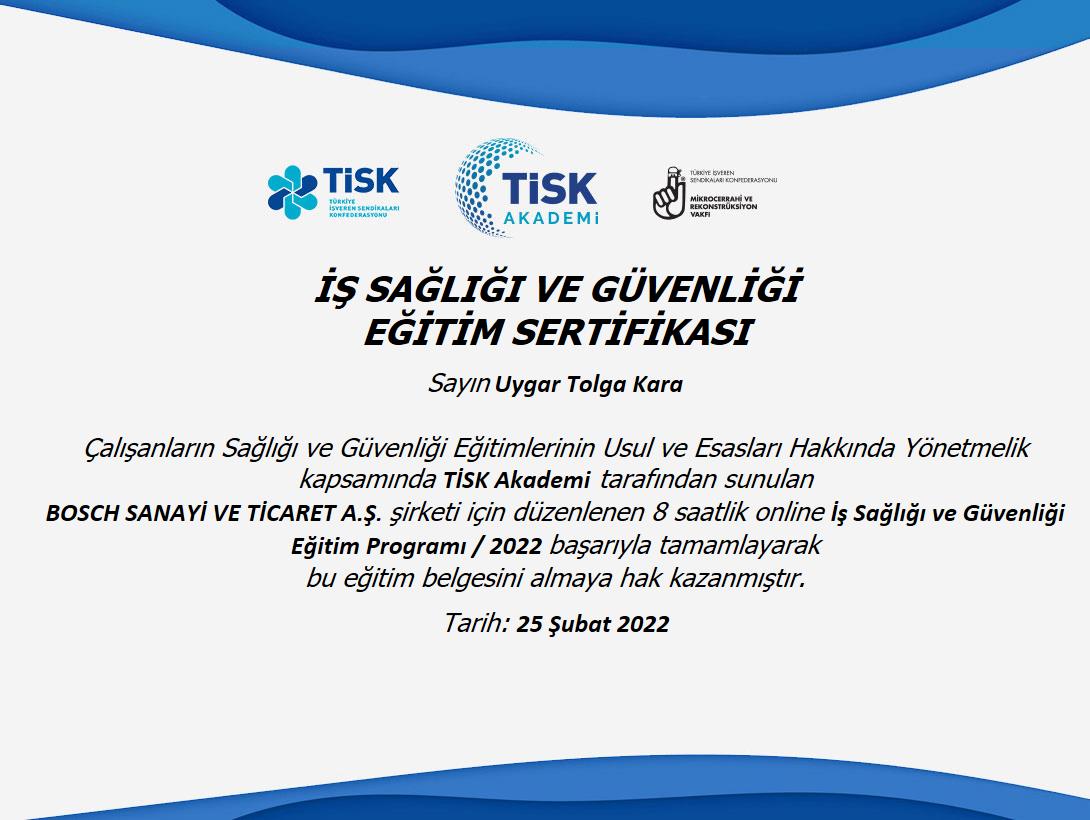 TİSK
TÜRKİYE
İŞVEREN SENDİKALARI
KONFEDERASYONU
TİSK
AKADEMİ
TÜRKİYE İŞVEREN
SENDİKALARI KONFEDERASYONU
MİKROCERRAHİ VE
REKONSTRÜKSİYON
VAKFI
İŞ SAĞLIĞI VE GÜVENLİĞİ
EĞİTİM SERTİFİKASI
Sayın Uygar Tolga Kara
Çalışanların Sağlığı ve Güvenliği Eğitimlerinin Usul ve Esasları Hakkında Yönetmelik
kapsamında TİSK Akademi tarafından sunulan
BOSCH SANAYİ VE TİCARET A.Ş. şirketi için düzenlenen 8 saatlik online İş Sağlığı ve Güvenliği
Eğitim Programı / 2022 başarıyla tamamlayarak
bu eğitim belgesini almaya hak kazanmıştır.
Tarih: 25 Şubat 2022